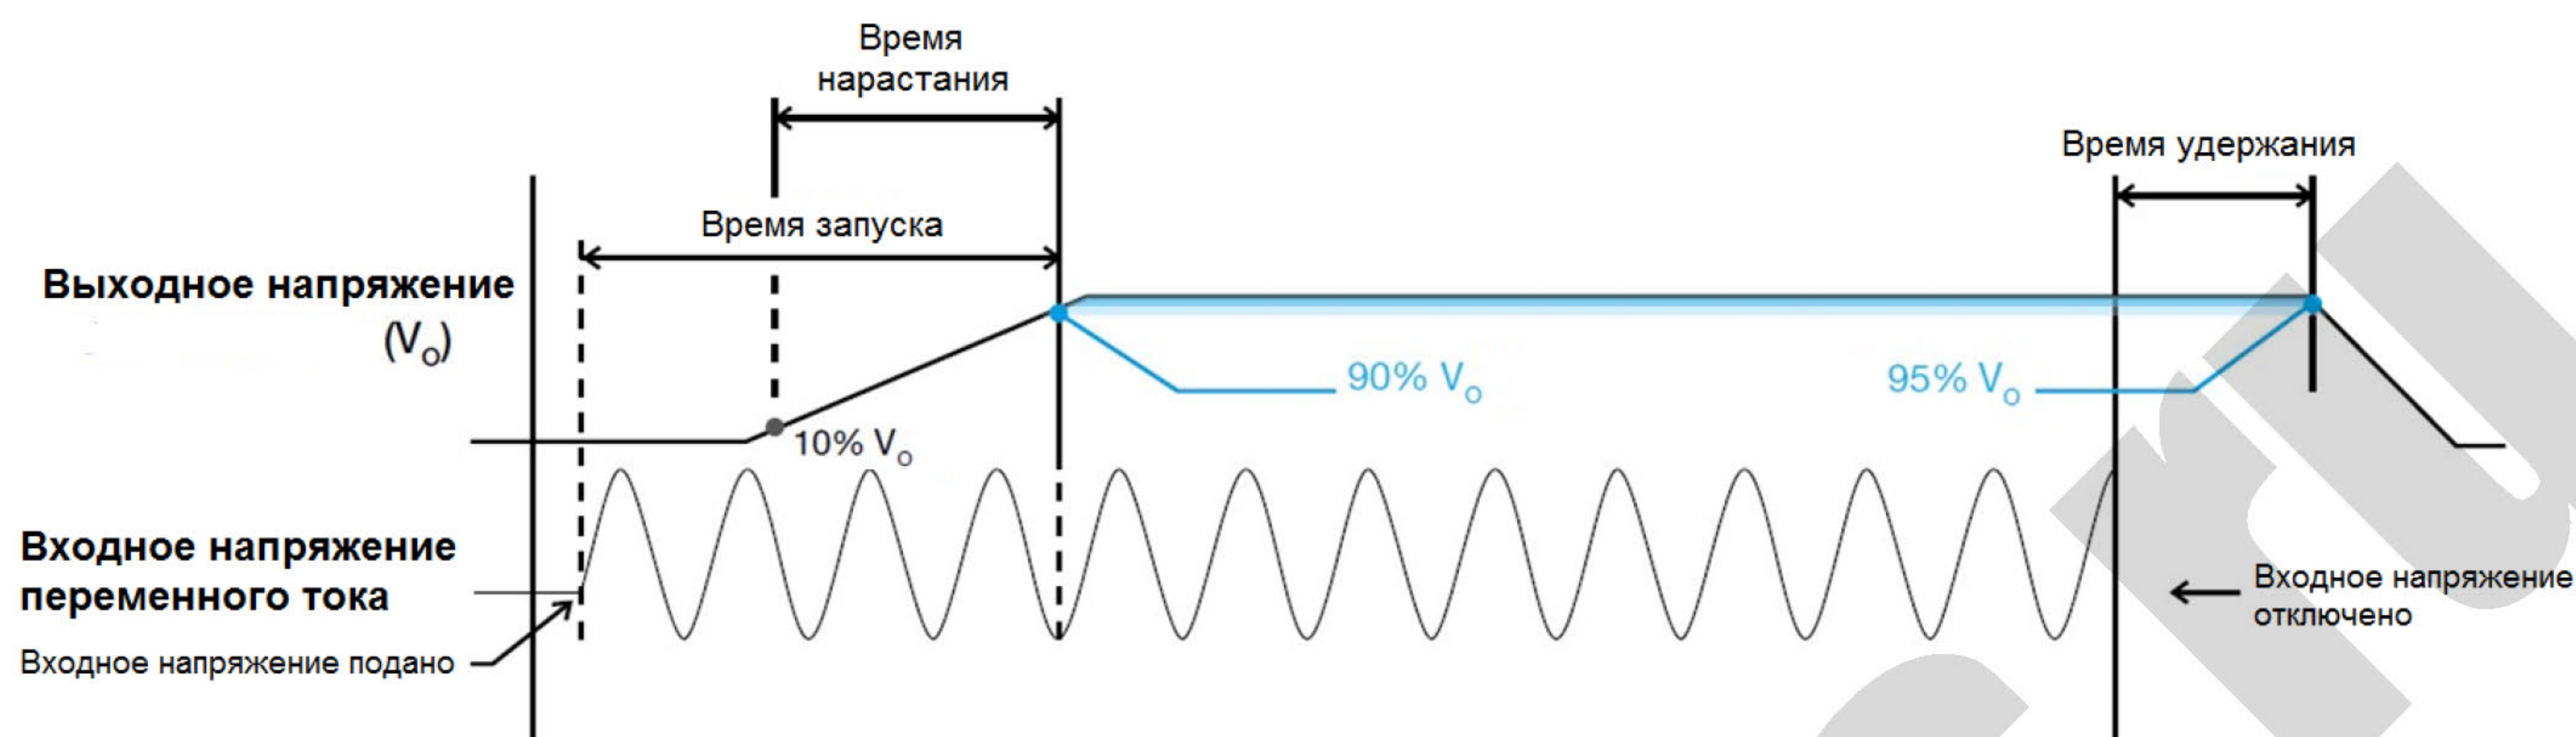 Время
нарастания
Время удержания
Время запуска
Выходное напряжение
(Vo)
90% Vo
95% Vo
10% Vo
Входное напряжение
переменного тока
Входное напряжение
отключено
Входное напряжение подано